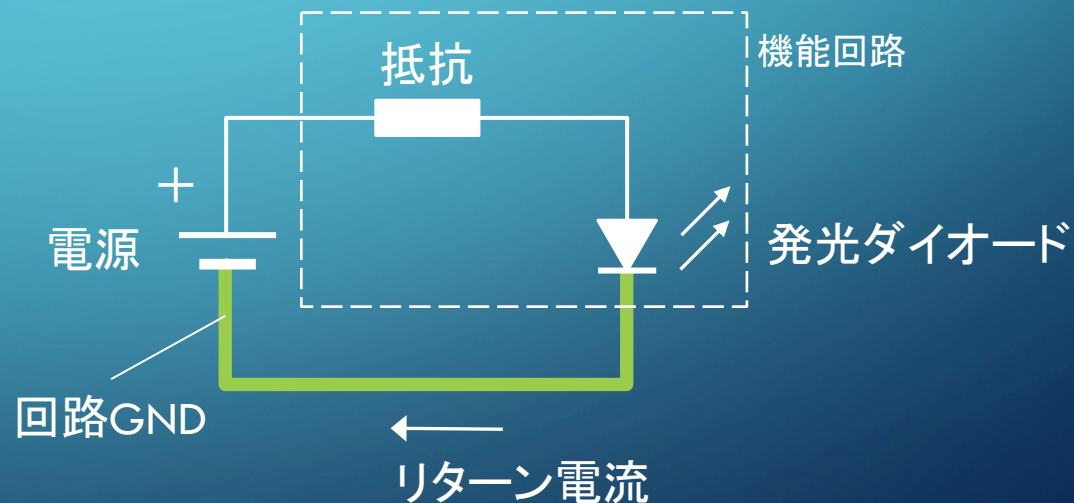 抵抗
機能回路
+
電源
発光ダイオード
回路GND
リターン電流